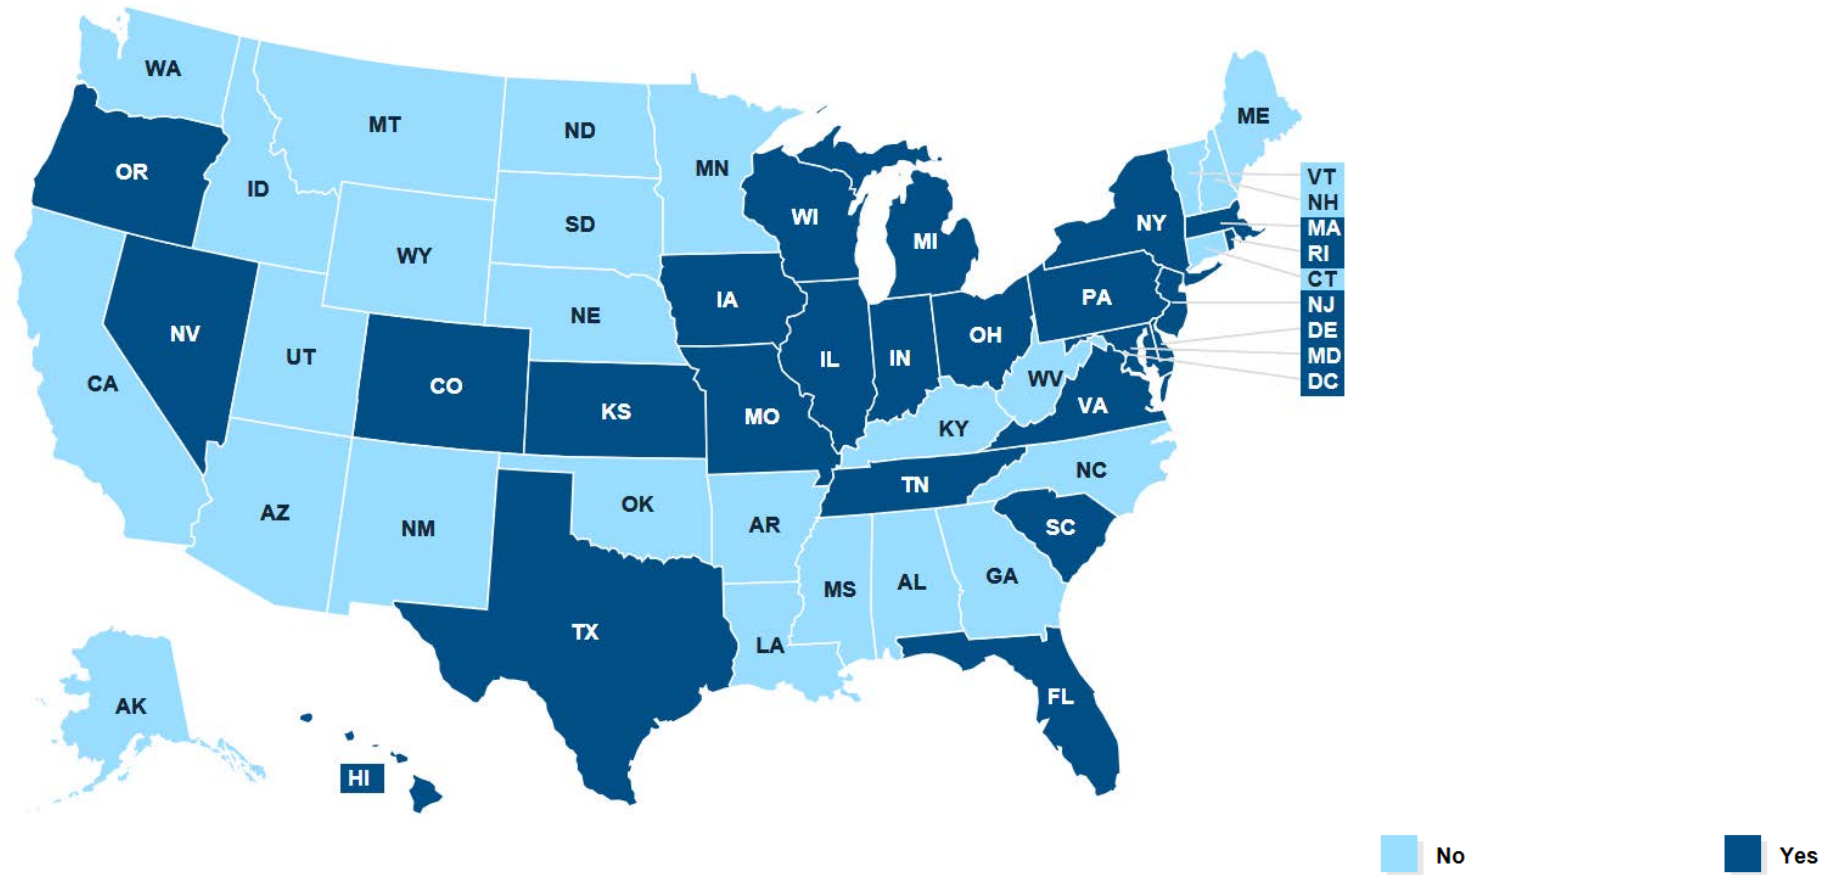 WA
MT
ND
ME
OR
MN
VT
ID
NH
WI
SD
NY
MA
MI
RI
WY
CT
IA
PA
NJ
NE
NV
OH
DE
UT
IL
IN
MD
CA
CO
WV
DC
KS
VA
MO
KY
NC
TN
OK
AZ
AR
SC
NM
GA
AL
MS
TX
LA
FL
AK
HI
No
Yes